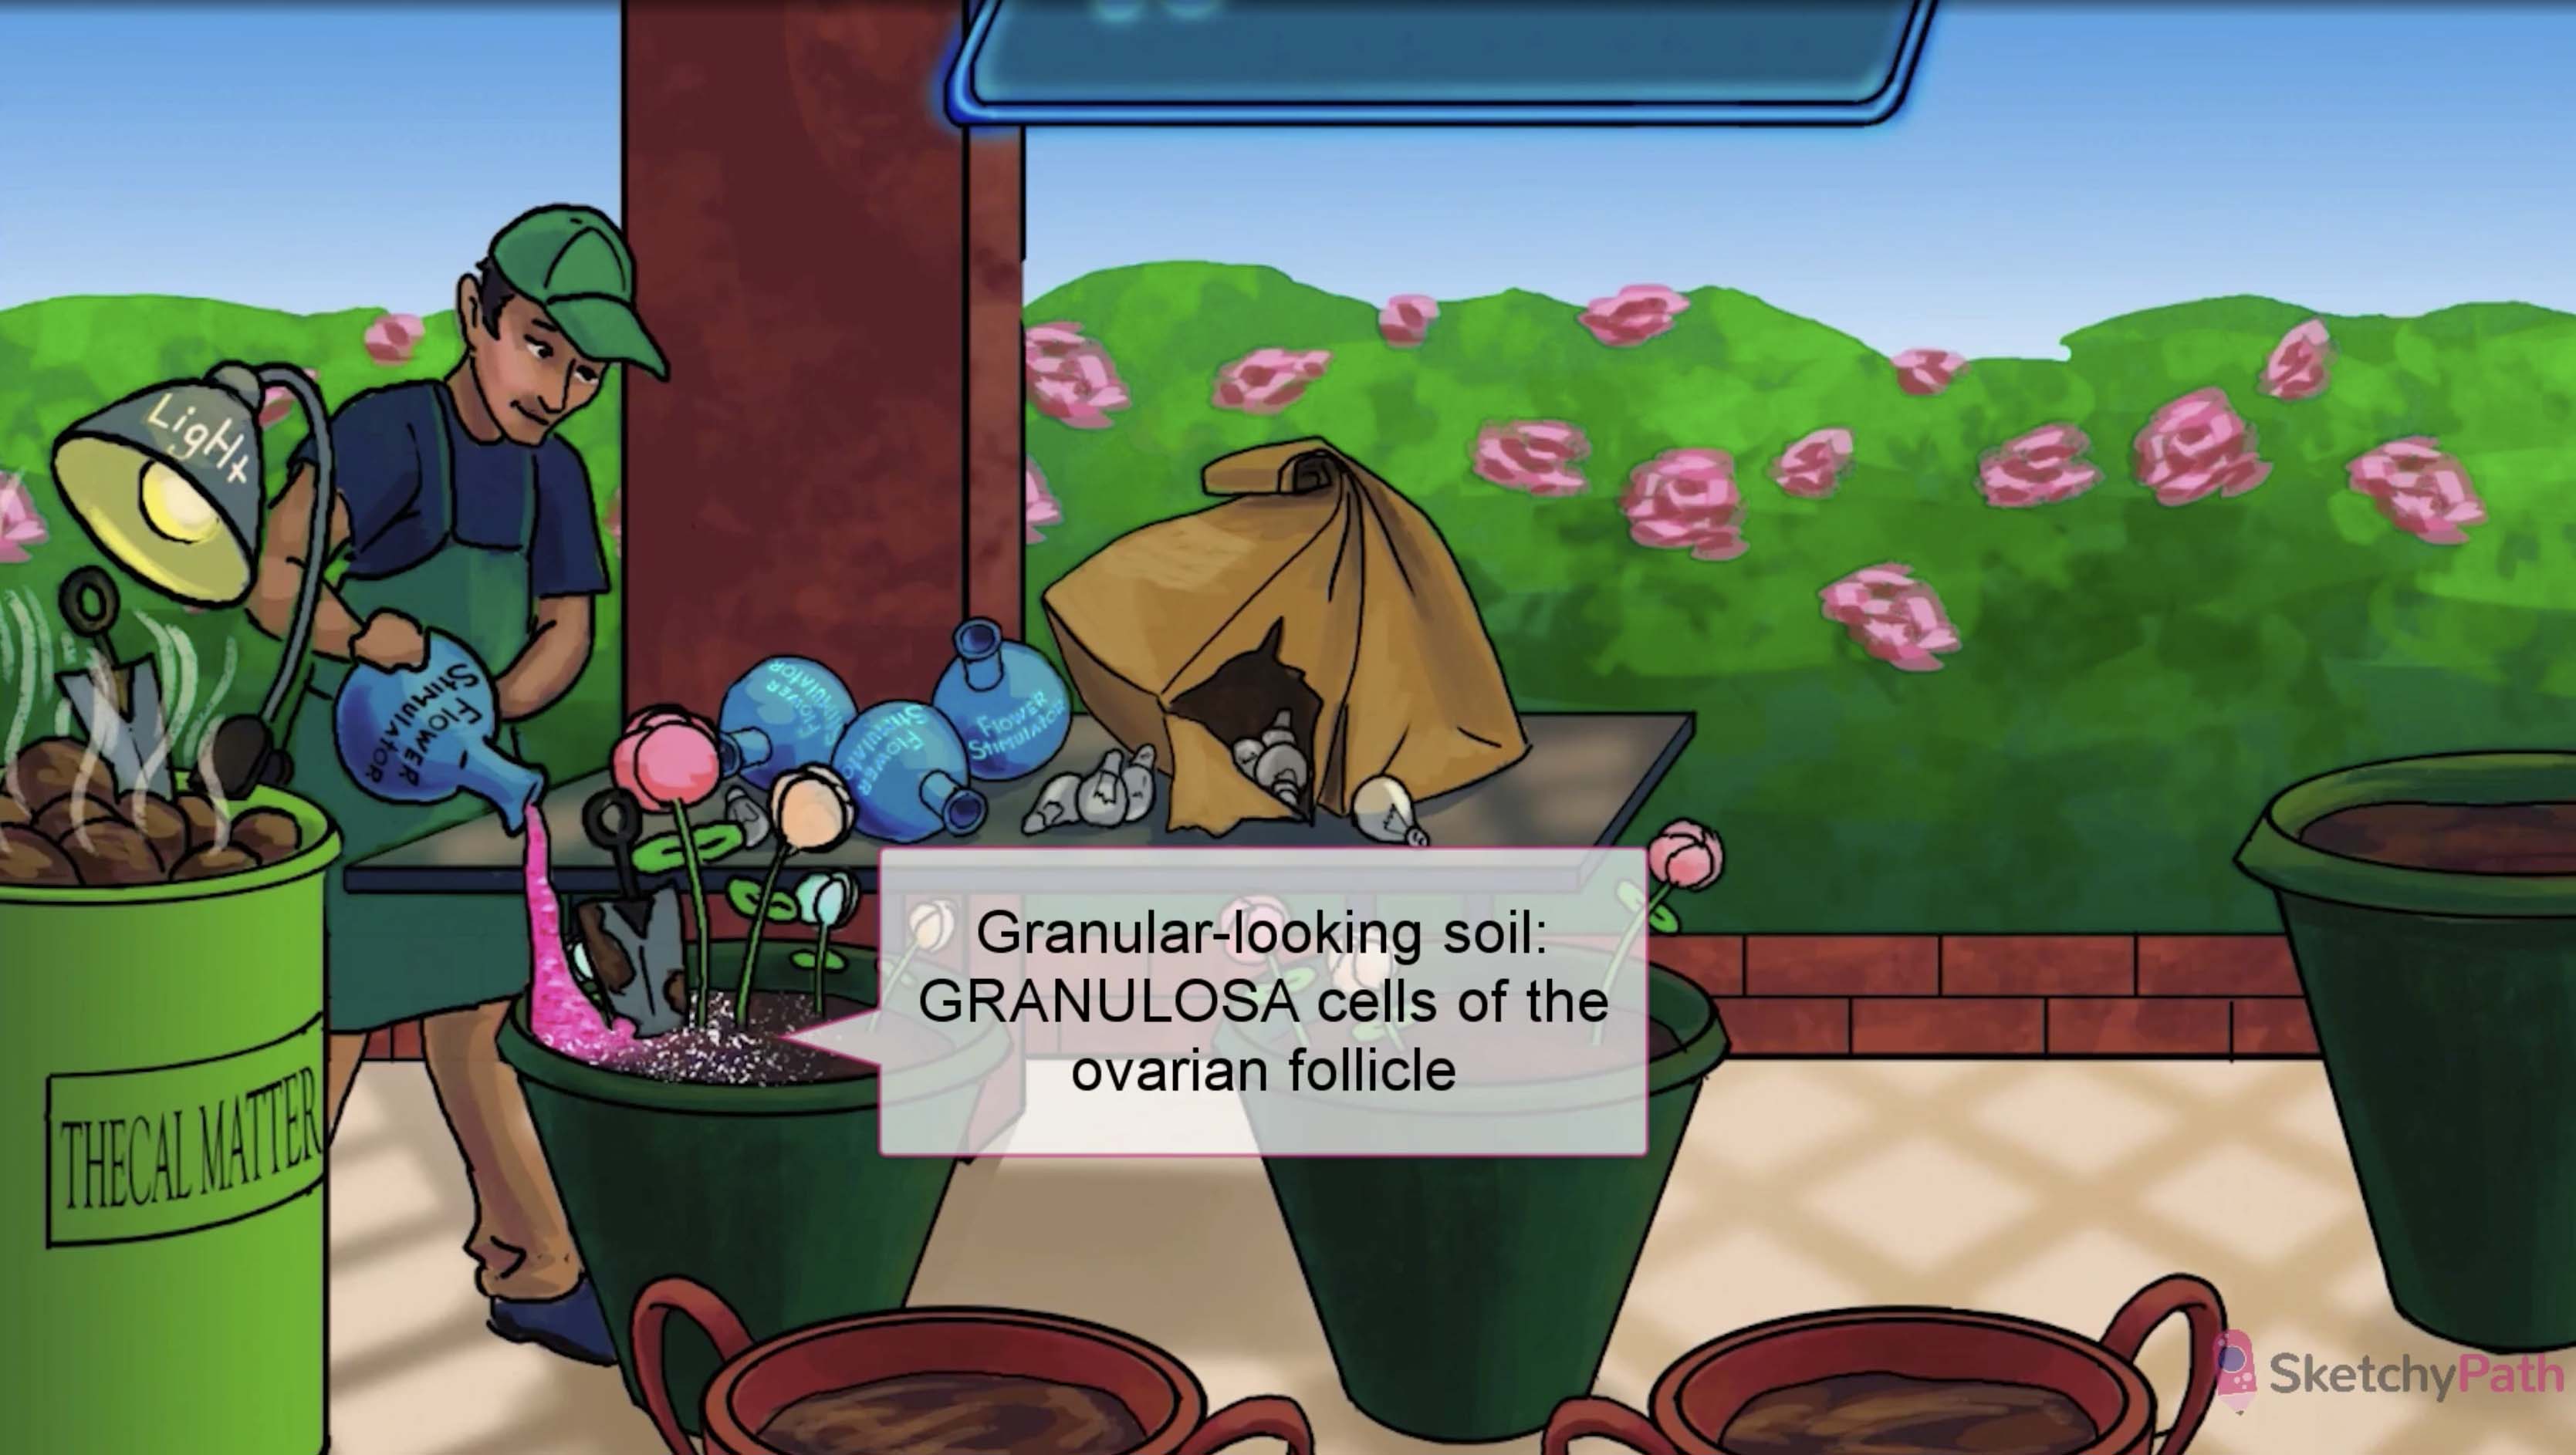 LigHt
FlowER
StiMULAtoR
FLOWER
StiMULAtoR
FlowER
StiMULAtoR
FlowER
StiMULAtoR
Granular-looking soil:
GRANULOSA cells of the
ovarian follicle
THECAL MATTER
SketchyPath